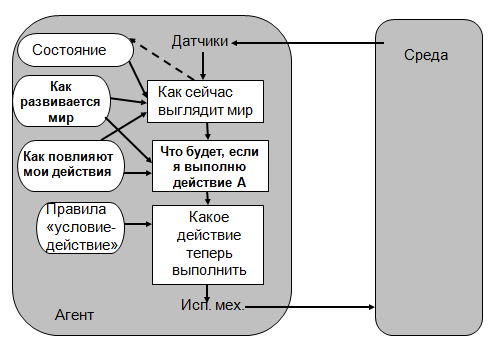 Датчики
Среда
Состояние
Как
развивается
мир
Как повлияют
мои действия
Правила
«условие-
действие»
Как сейчас
выглядит мир
Что будет, если
я выполню
действие А
Какое
действие
теперь
выполнить
Исп. мех.
Агент